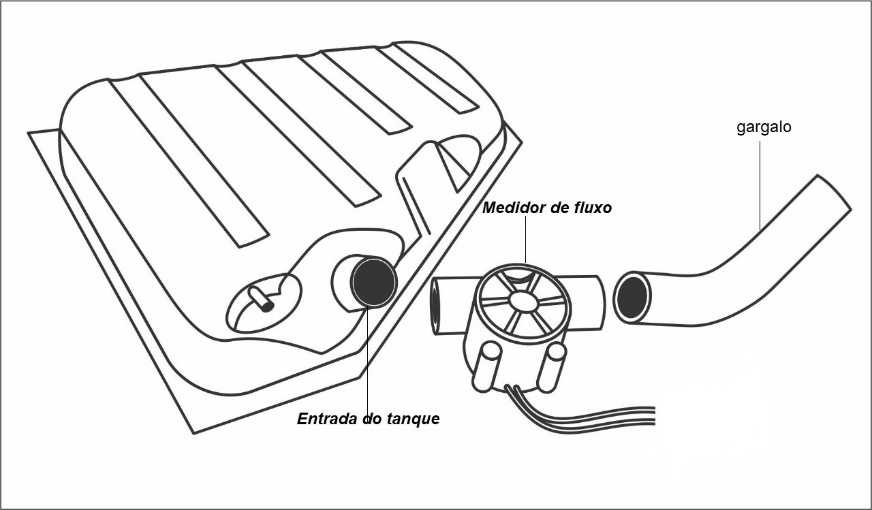 gargalo
Medidor de fluxo
Entrada do tanque